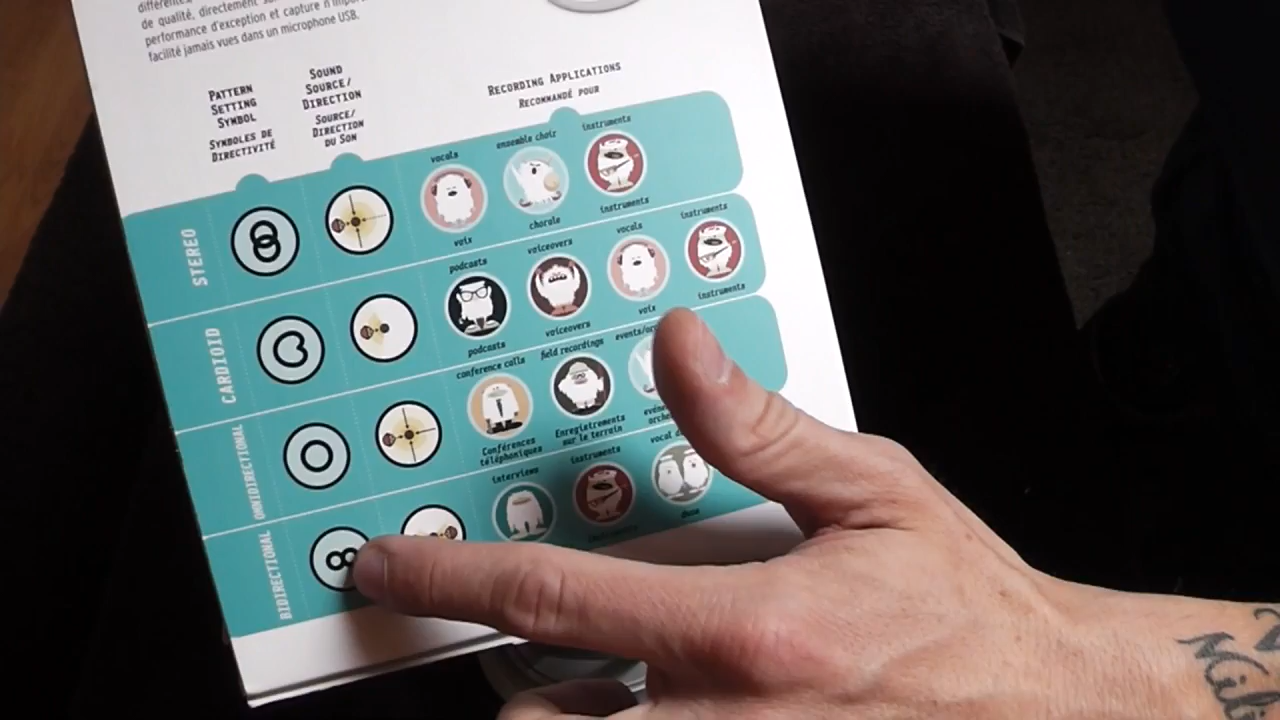 de qualité, directement
performance d'exception et capture
facilité jamais vues dans un microphone USB.
PATTERN
SETTING
SYMBOL
SYMBOLES DE
DIRECTIVITÉ
SOUND
SOURCE/
DIRECTION
SOURCE/
DIRECTION
DU SON
RECORDING APPLICATIONS
RECOMMANDÉ POUR
STEREO
vocals
ensemble choir
instruments
voix
chorale
instruments
CARDIOID
podcasts
voiceovers
vocals
instruments
podcasts
voiceovers
voix
instruments
OMNIDIRECTIONAL
conference calls
field recordings
Conférences
téléphoniques
Enregistrements
sur le terrain
BIDIRECTIONAL
interviews
instruments
vocal
duos